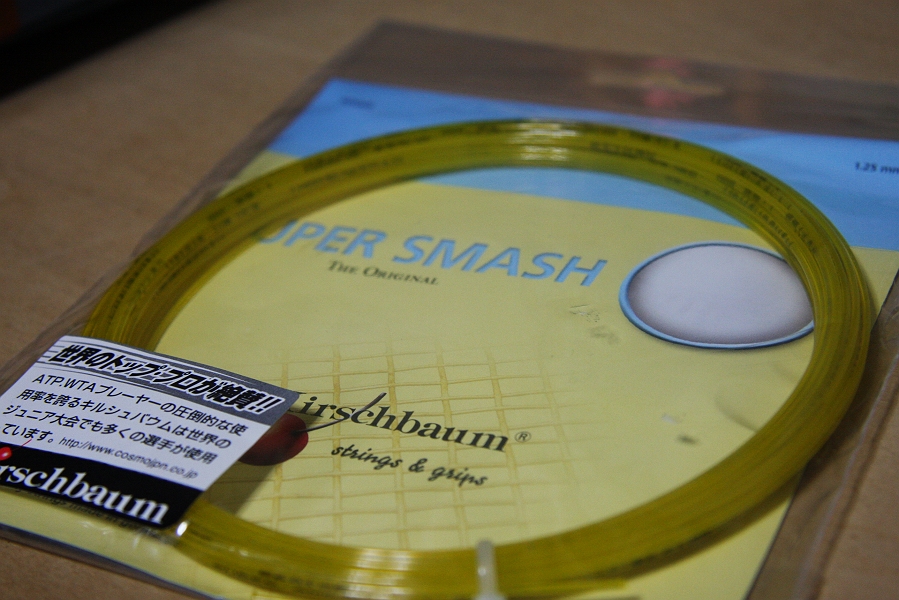 1.25 mm
UPER SMASH
THE ORIGINAL
Hirschbaum®
strings & grips
世界のトップ・プロが絶賛!!
ATP.WTAプレーヤーの圧倒的な使
用率を誇るキルシュバウムは世界の
ジュニア大会でも多くの選手が使用
ています。http://www.cosmojpn.co.jp
irschbaum